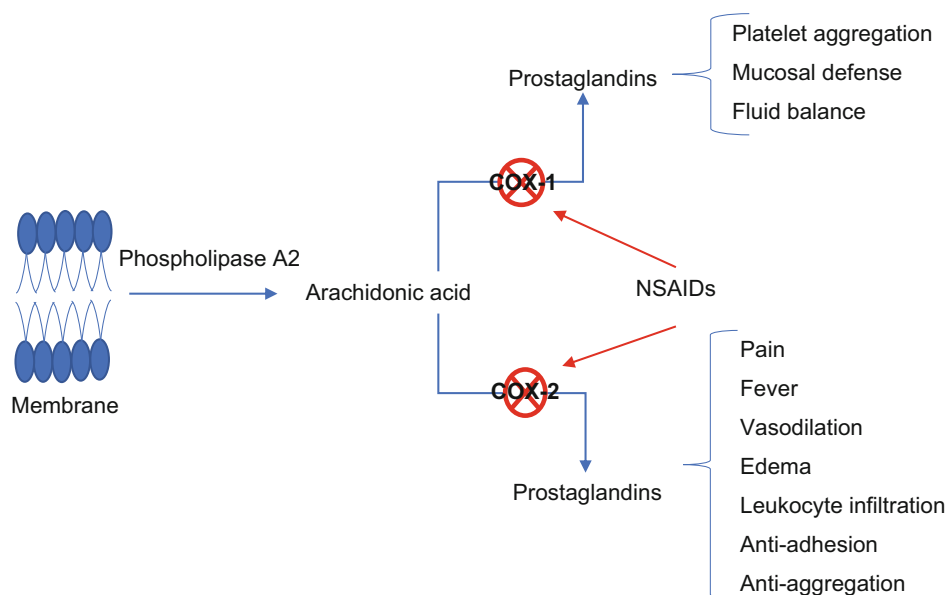 Platelet aggregation
Prostaglandins
Mucosal defense
Fluid balance
COX-1
Phospholipase A2
Arachidonic acid
NSAIDs
Membrane
COX-2
Prostaglandins
Pain
Fever
Vasodilation
Edema
Leukocyte infiltration
Anti-adhesion
Anti-aggregation